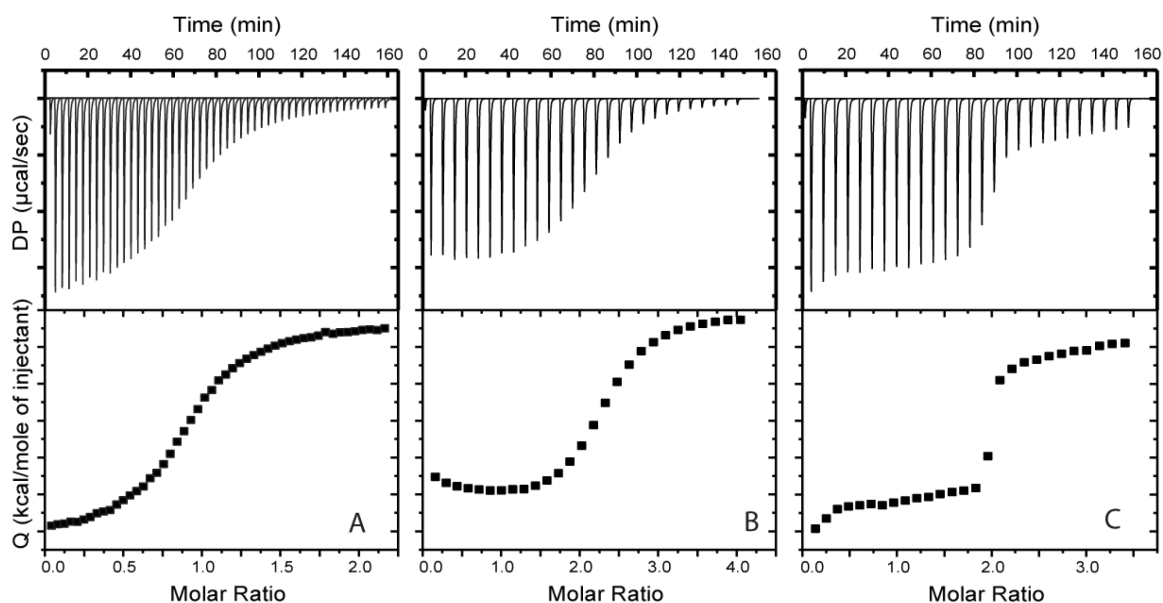 Time (min)
Time (min)
Time (min)
0 20 40 60 80 100 120 140 160
0 20 40 60 80 100 120 140 160
0 20 40 60 80 100 120 140 160
DP (µcal/sec)
Q (kcal/mole of injectant)
A
B
C
0.0 0.5 1.0 1.5 2.0
0.0 1.0 2.0 3.0 4.0
0.0 1.0 2.0 3.0
Molar Ratio
Molar Ratio
Molar Ratio